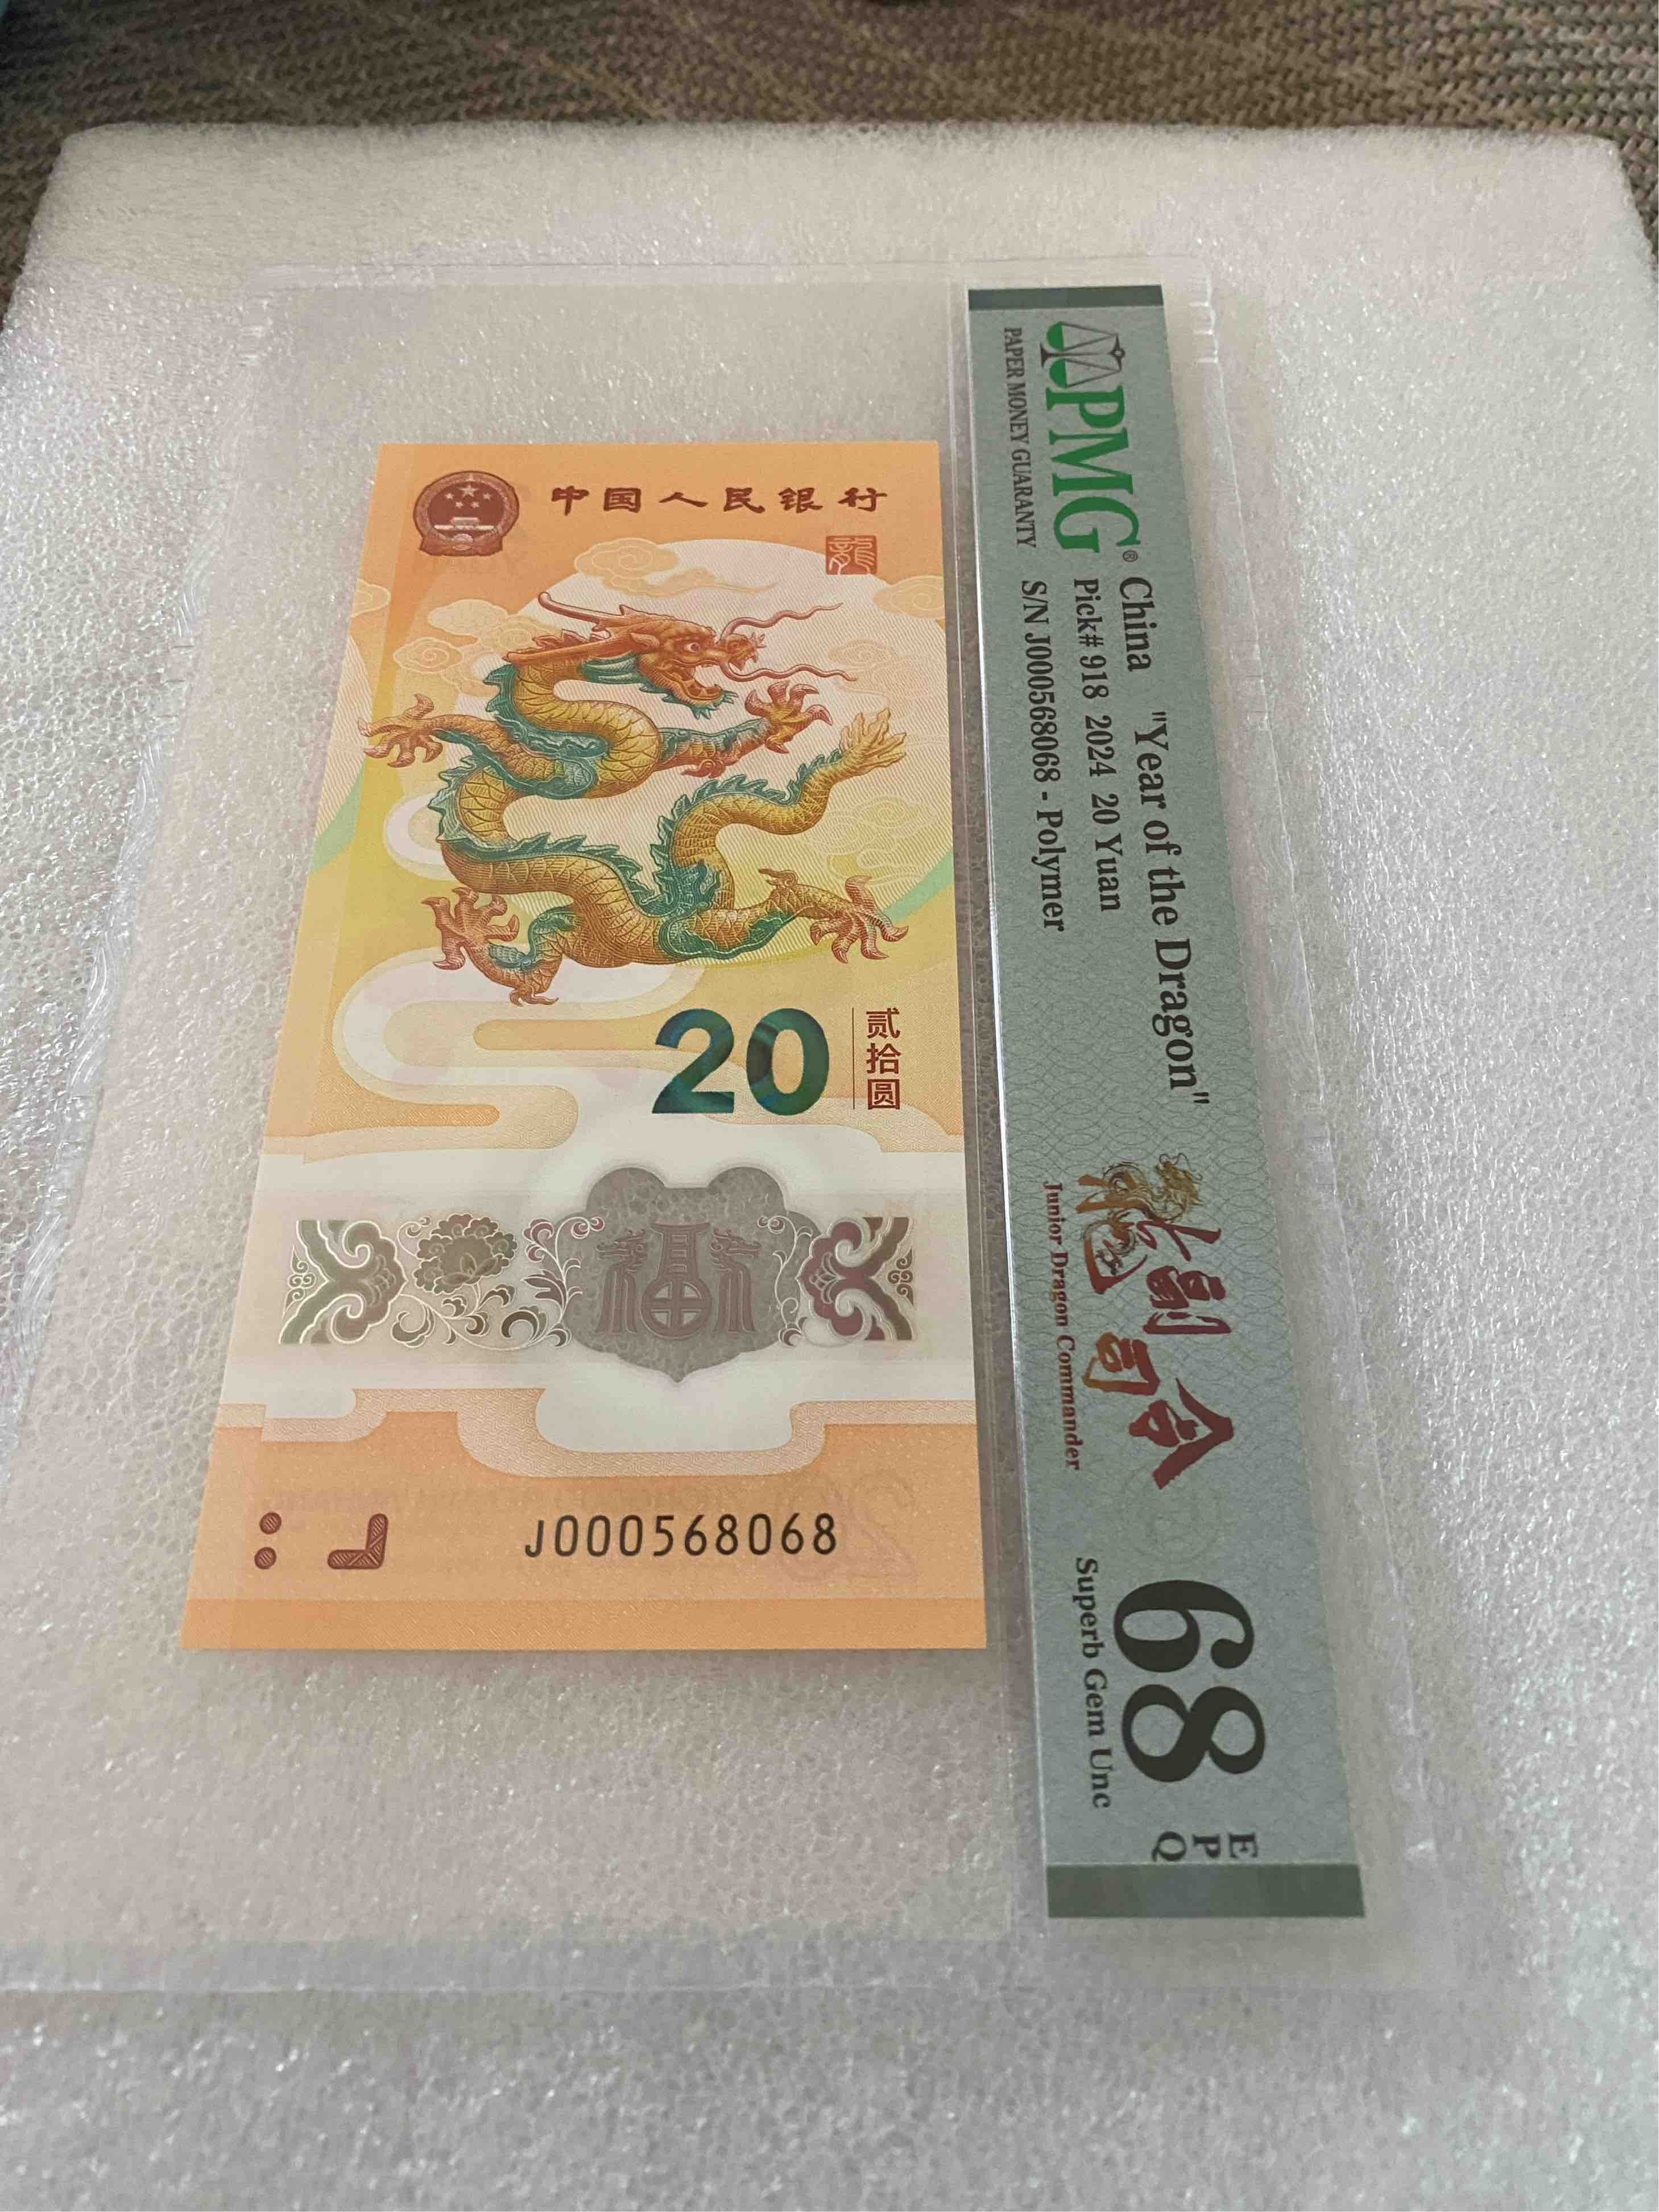 中国人民银行
龍
20
贰拾圆
福
J000568068
PMG®
PAPER MONEY GUARANTY
China "Year of the Dragon"
Pick# 918 2024 20 Yuan
S/N J000568068 - Polymer
龙副司令
Junior Dragon Commander
68
EPQ
Superb Gem Unc